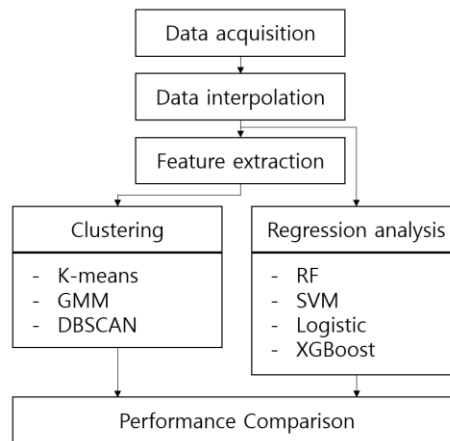 Data acquisition
Data interpolation
Feature extraction
Clustering
- K-means
- GMM
- DBSCAN
Regression analysis
- RF
- SVM
- Logistic
- XGBoost
Performance Comparison